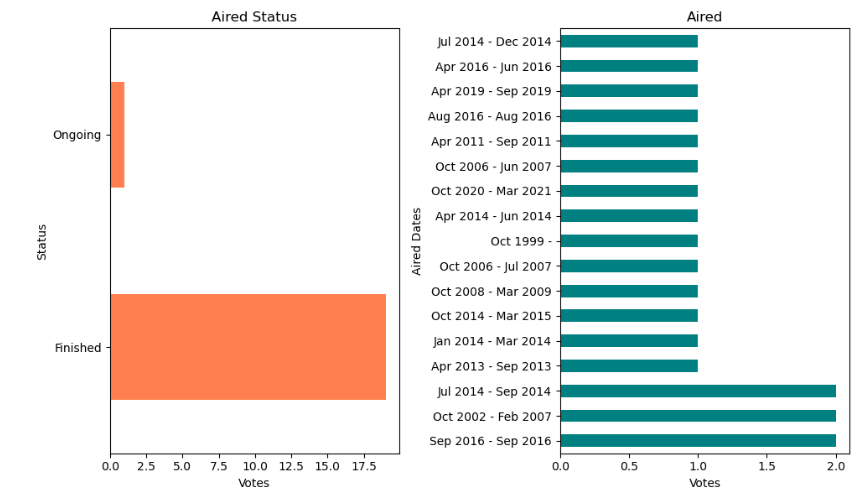 Aired Status
Ongoing
Finished
Status
0.0 2.5 5.0 7.5 10.0 12.5 15.0 17.5
Votes
Aired
Jul 2014 - Dec 2014
Apr 2016 - Jun 2016
Apr 2019 - Sep 2019
Aug 2016 - Aug 2016
Apr 2011 - Sep 2011
Oct 2006 - Jun 2007
Oct 2020 - Mar 2021
Apr 2014 - Jun 2014
Oct 1999 -
Oct 2006 - Jul 2007
Oct 2008 - Mar 2009
Oct 2014 - Mar 2015
Jan 2014 - Mar 2014
Apr 2013 - Sep 2013
Jul 2014 - Sep 2014
Oct 2002 - Feb 2007
Sep 2016 - Sep 2016
Aired Dates
0.0 0.5 1.0 1.5 2.0
Votes